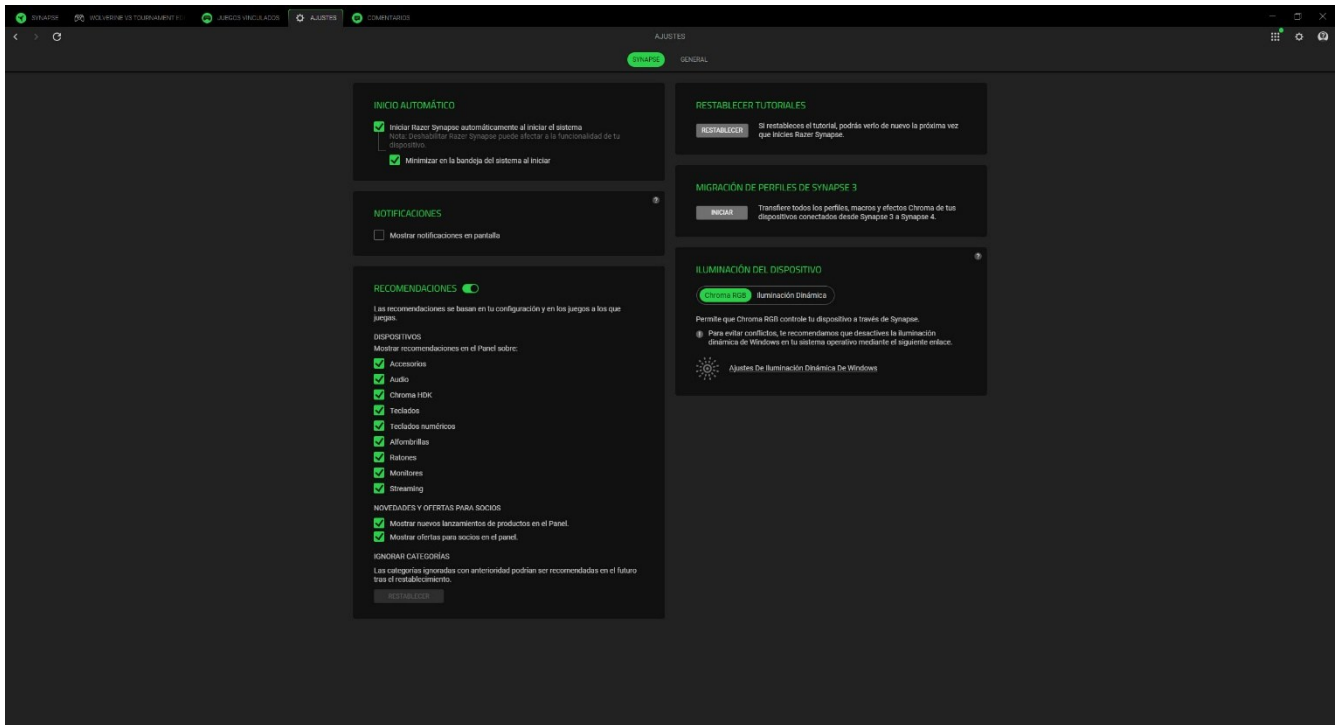 SYNAPSE
WOLVERINE V3 TOURNAMENT
JUEGOS VINCULADOS
AJUSTES
COMENTARIOS
AJUSTES
SYNAPSE
GENERAL
INICIO AUTOMÁTICO
Iniciar Razer Synapse automáticamente al iniciar el sistema
Nota: Deshabilitar Razer Synapse puede afectar a la funcionalidad de tu
dispositivo.
Minimizar en la bandeja del sistema al iniciar
NOTIFICACIONES
Mostrar notificaciones en pantalla
RECOMENDACIONES
Las recomendaciones se basan en tu configuración y en los juegos a los que
juegas.
DISPOSITIVOS
Mostrar recomendaciones en el Panel sobre:
Accesorios
Audio
Chroma HDK
Teclados
Teclados numéricos
Alfombrillas
Ratones
Monitores
Streaming
NOVEDADES Y OFERTAS PARA SOCIOS
Mostrar nuevos lanzamientos de productos en el Panel.
Mostrar ofertas para socios en el panel.
IGNORAR CATEGORÍAS
Las categorías ignoradas con anterioridad podrían ser recomendadas en el futuro
tras el restablecimiento.
RESTABLECER
RESTABLECER TUTORIALES
RESTABLECER
Si restableces el tutorial, podrás verlo de nuevo la próxima vez
que inicies Razer Synapse.
MIGRACIÓN DE PERFILES DE SYNAPSE 3
INICIAR
Transfiere todos los perfiles, macros y efectos Chroma de tus
dispositivos conectados desde Synapse 3 a Synapse 4.
ILUMINACIÓN DEL DISPOSITIVO
Chroma RGB
Iluminación Dinámica
Permite que Chroma RGB controle tu dispositivo a través de Synapse.
Para evitar conflictos, te recomendamos que desactives la iluminación
dinámica de Windows en tu sistema operativo mediante el siguiente enlace.
Ajustes De Iluminación Dinámica De Windows